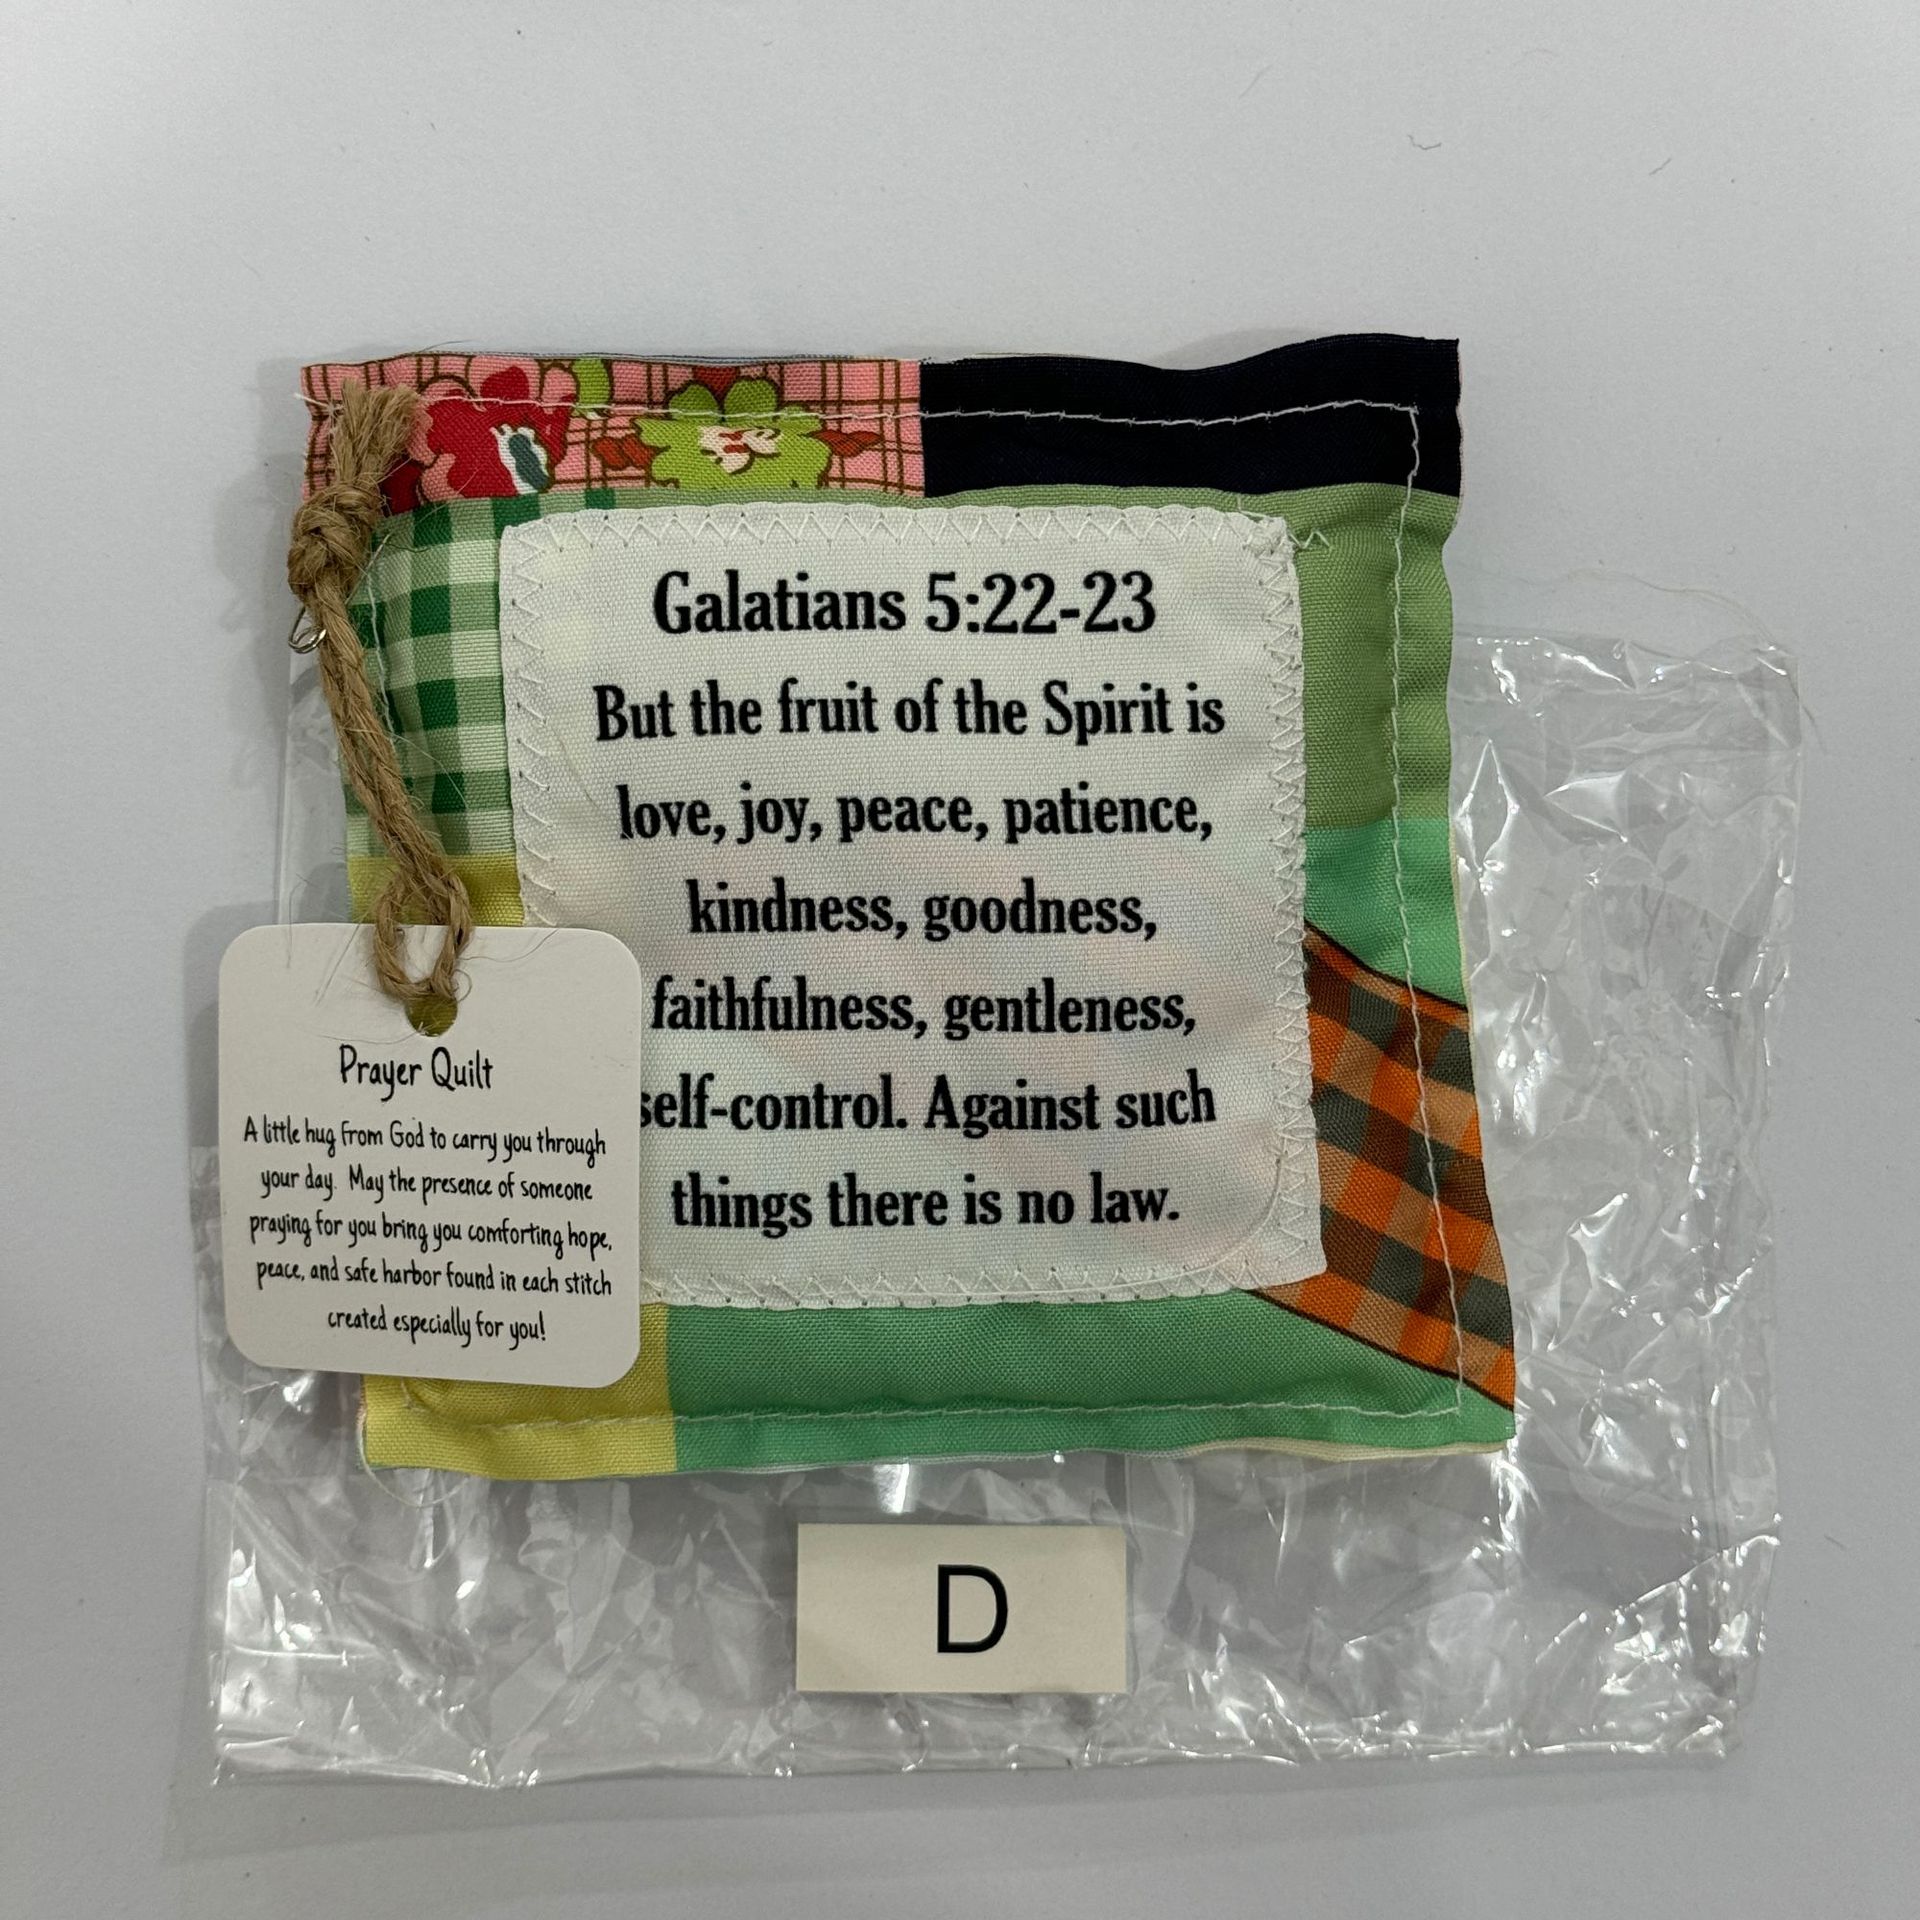 Galatians 5:22-23
But the fruit of the Spirit is
love, joy, peace, patience,
kindness, goodness,
faithfulness, gentleness,
self-control. Against such
things there is no law.
Prayer Quilt
A little hug from God to carry you through
your day. May the presence of someone
praying for you bring you comforting hope,
peace, and safe harbor found in each stitch
created especially for you!
D